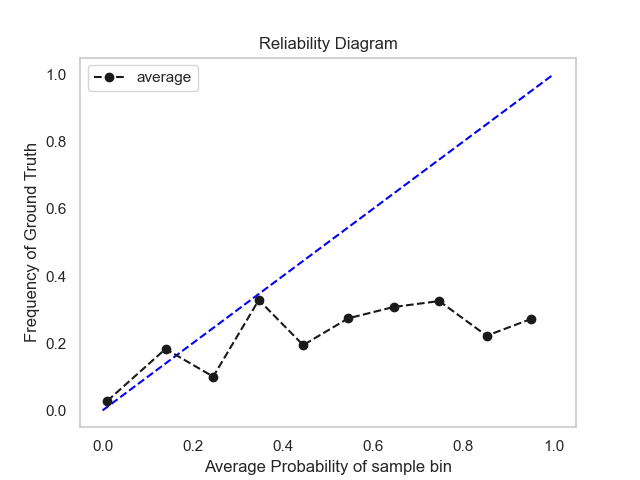 Reliability Diagram
average
Frequency of Ground Truth
1.0
0.8
0.6
0.4
0.2
0.0
0.0 0.2 0.4 0.6 0.8 1.0
Average Probability of sample bin